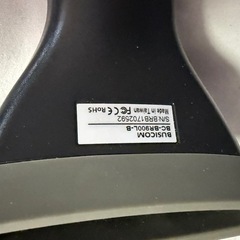 BUSICOM
BC-BR900L-B
S/N:BRB1702592
Made in Taiwan FC CE RoHS